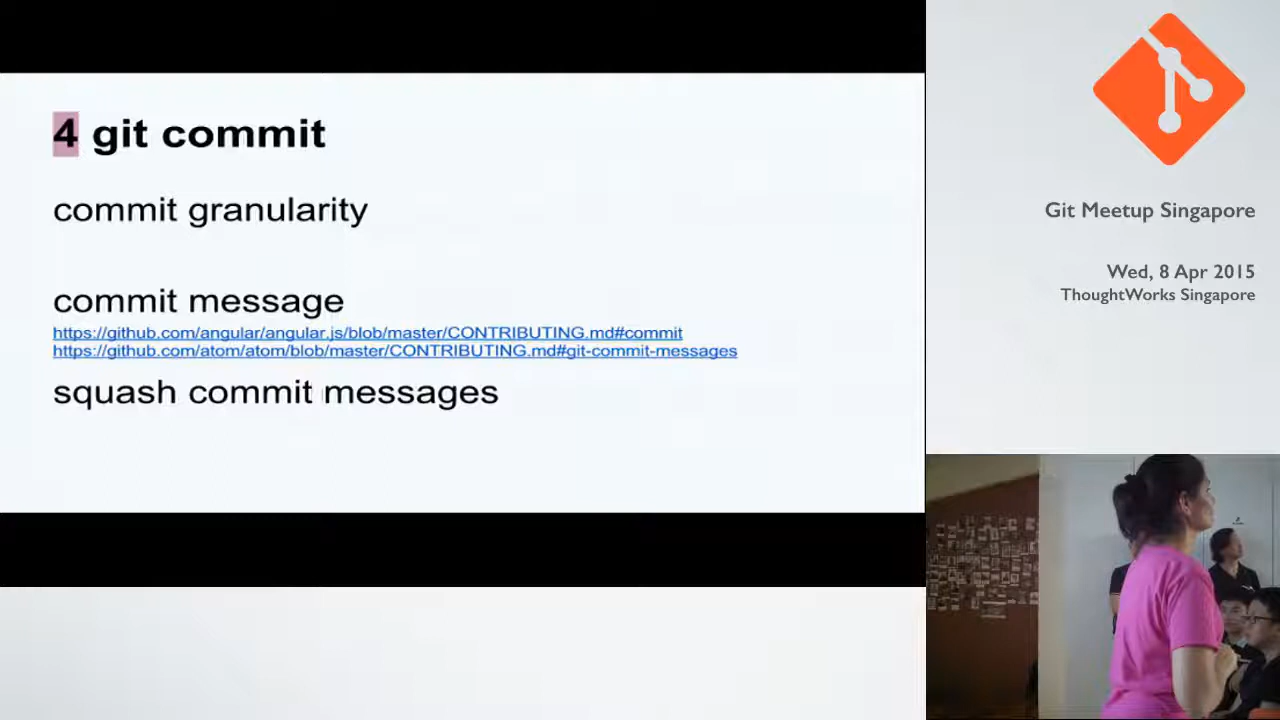 4 git commit
commit granularity
commit message
https://github.com/angular/angular.js/blob/master/CONTRIBUTING.md#commit
https://github.com/atom/atom/blob/master/CONTRIBUTING.md#git-commit-messages
squash commit messages
Git Meetup Singapore
Wed, 8 Apr 2015
ThoughtWorks Singapore